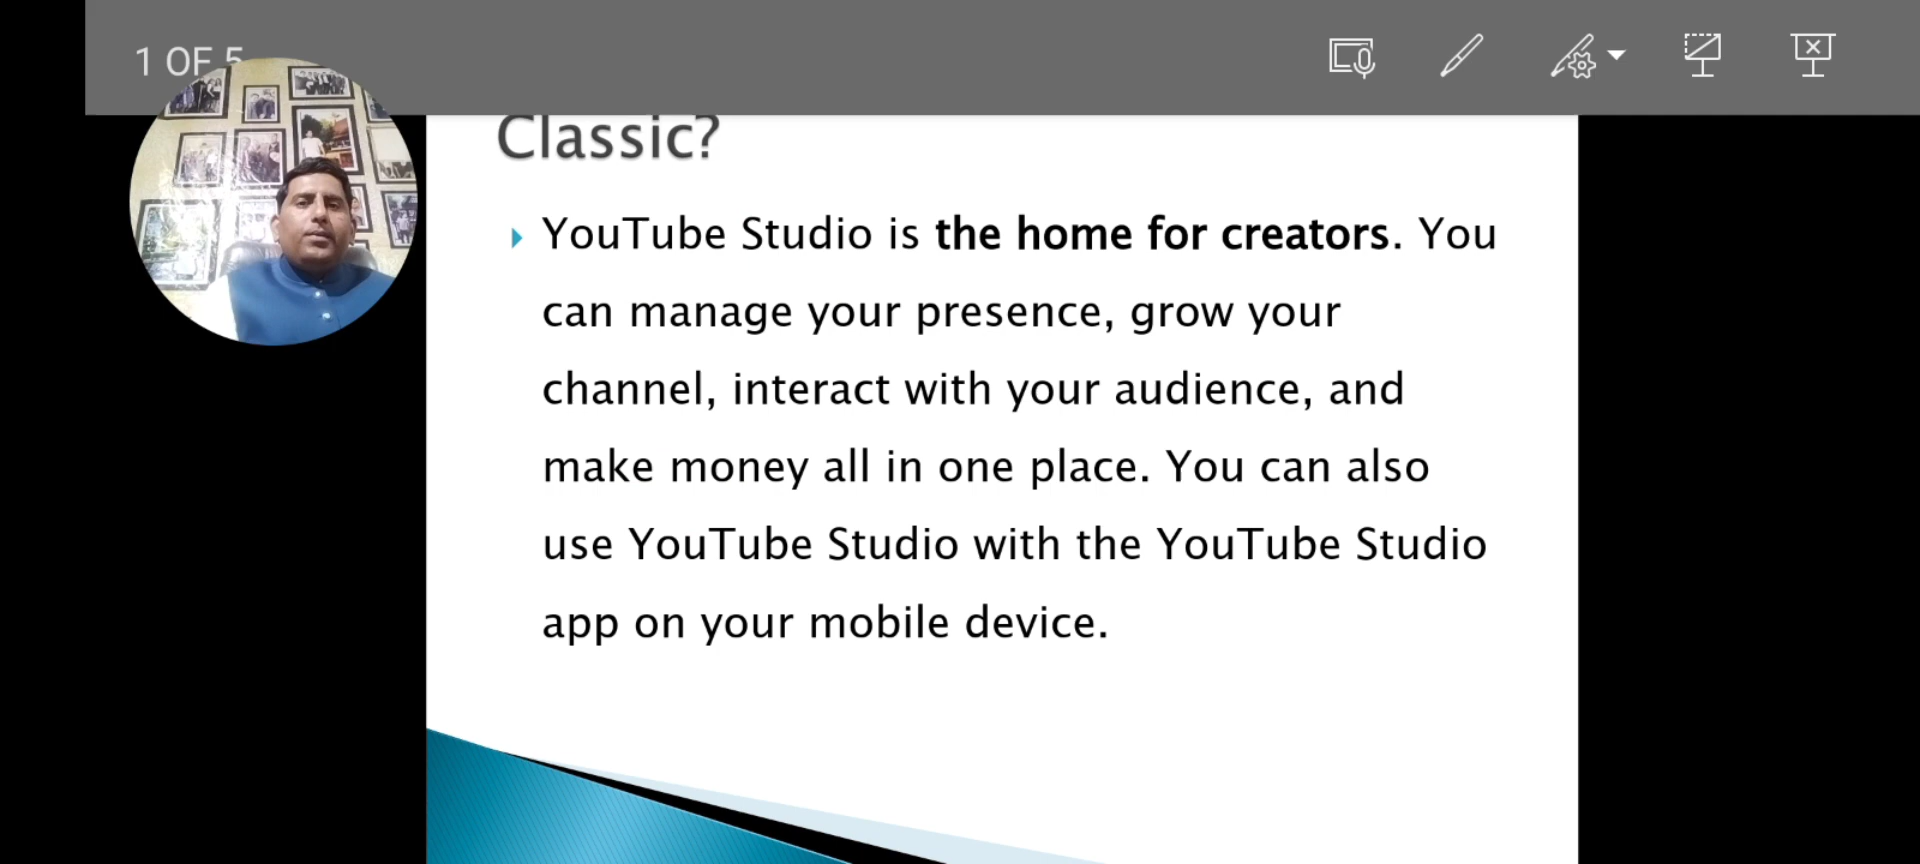 1 OF 5
Classic?
YouTube Studio is the home for creators. You
can manage your presence, grow your
channel, interact with your audience, and
make money all in one place. You can also
use YouTube Studio with the YouTube Studio
app on your mobile device.